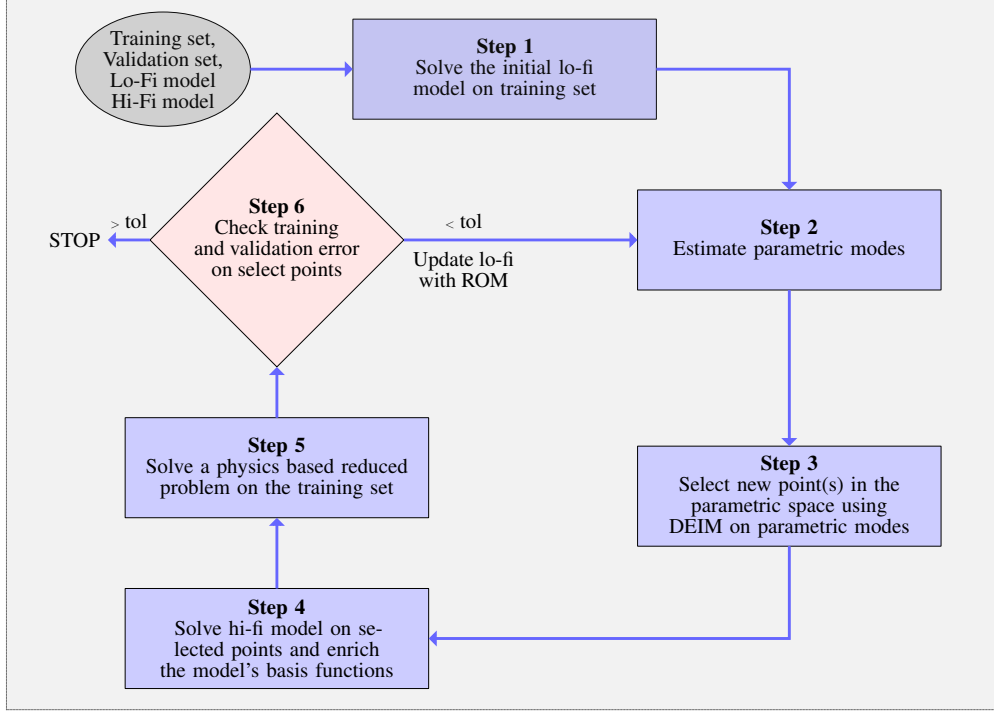 Training set,
Validation set,
Lo-Fi model
Hi-Fi model
Step 1
Solve the initial lo-fi
model on training set
Step 6
Check training
and validation error
on select points
> tol
STOP
< tol
Update lo-fi
with ROM
Step 2
Estimate parametric modes
Step 5
Solve a physics based reduced
problem on the training set
Step 3
Select new point(s) in the
parametric space using
DEIM on parametric modes
Step 4
Solve hi-fi model on se-
lected points and enrich
the model's basis functions